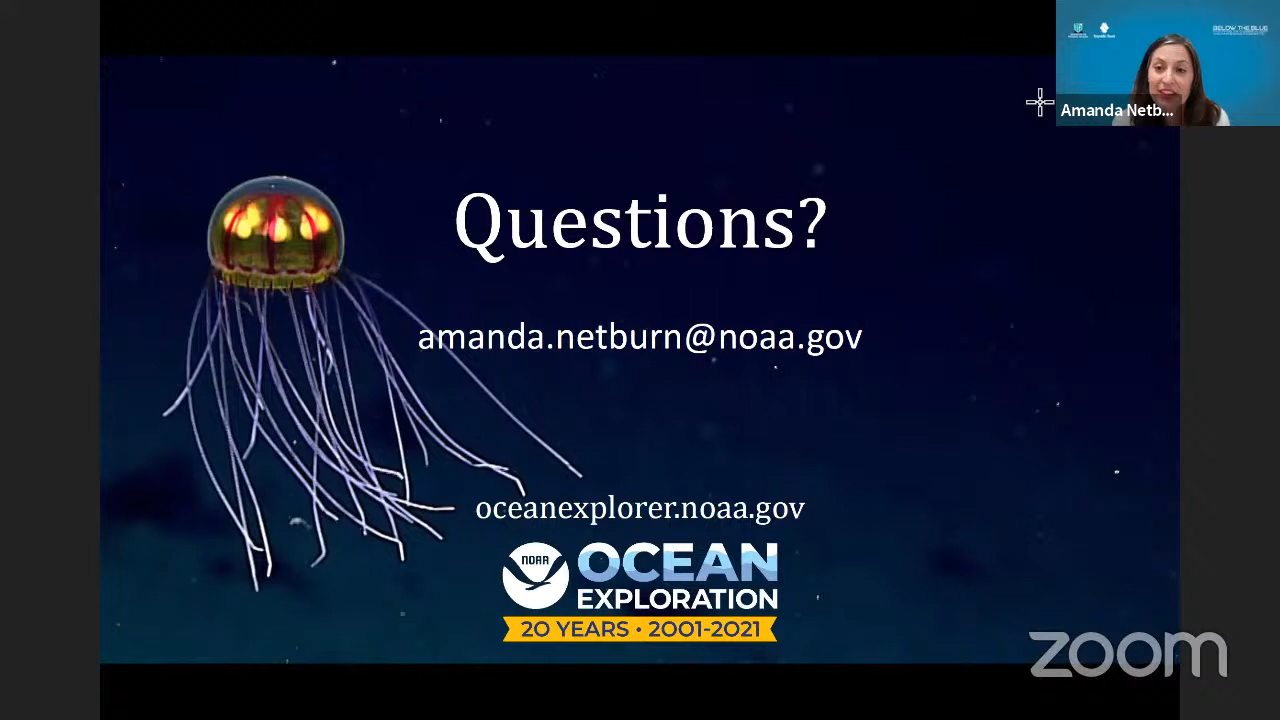 BELOW THE BLUE
Amanda Netb...
Questions?
amanda.netburn@noaa.gov
oceanexplorer.noaa.gov
NOAA
OCEAN
EXPLORATION
20 YEARS • 2001-2021
zoom